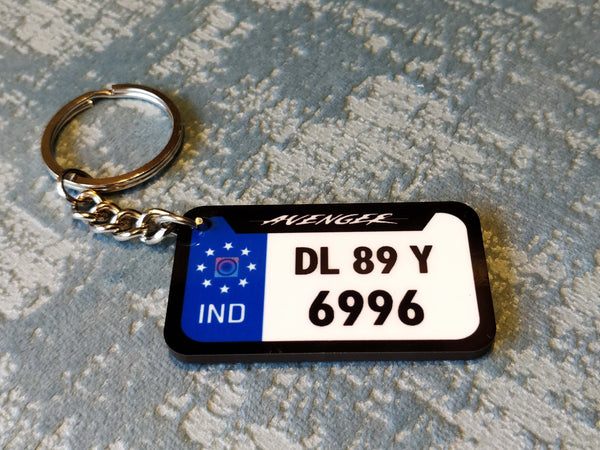 AVENGER
IND
DL 89 Y
6996